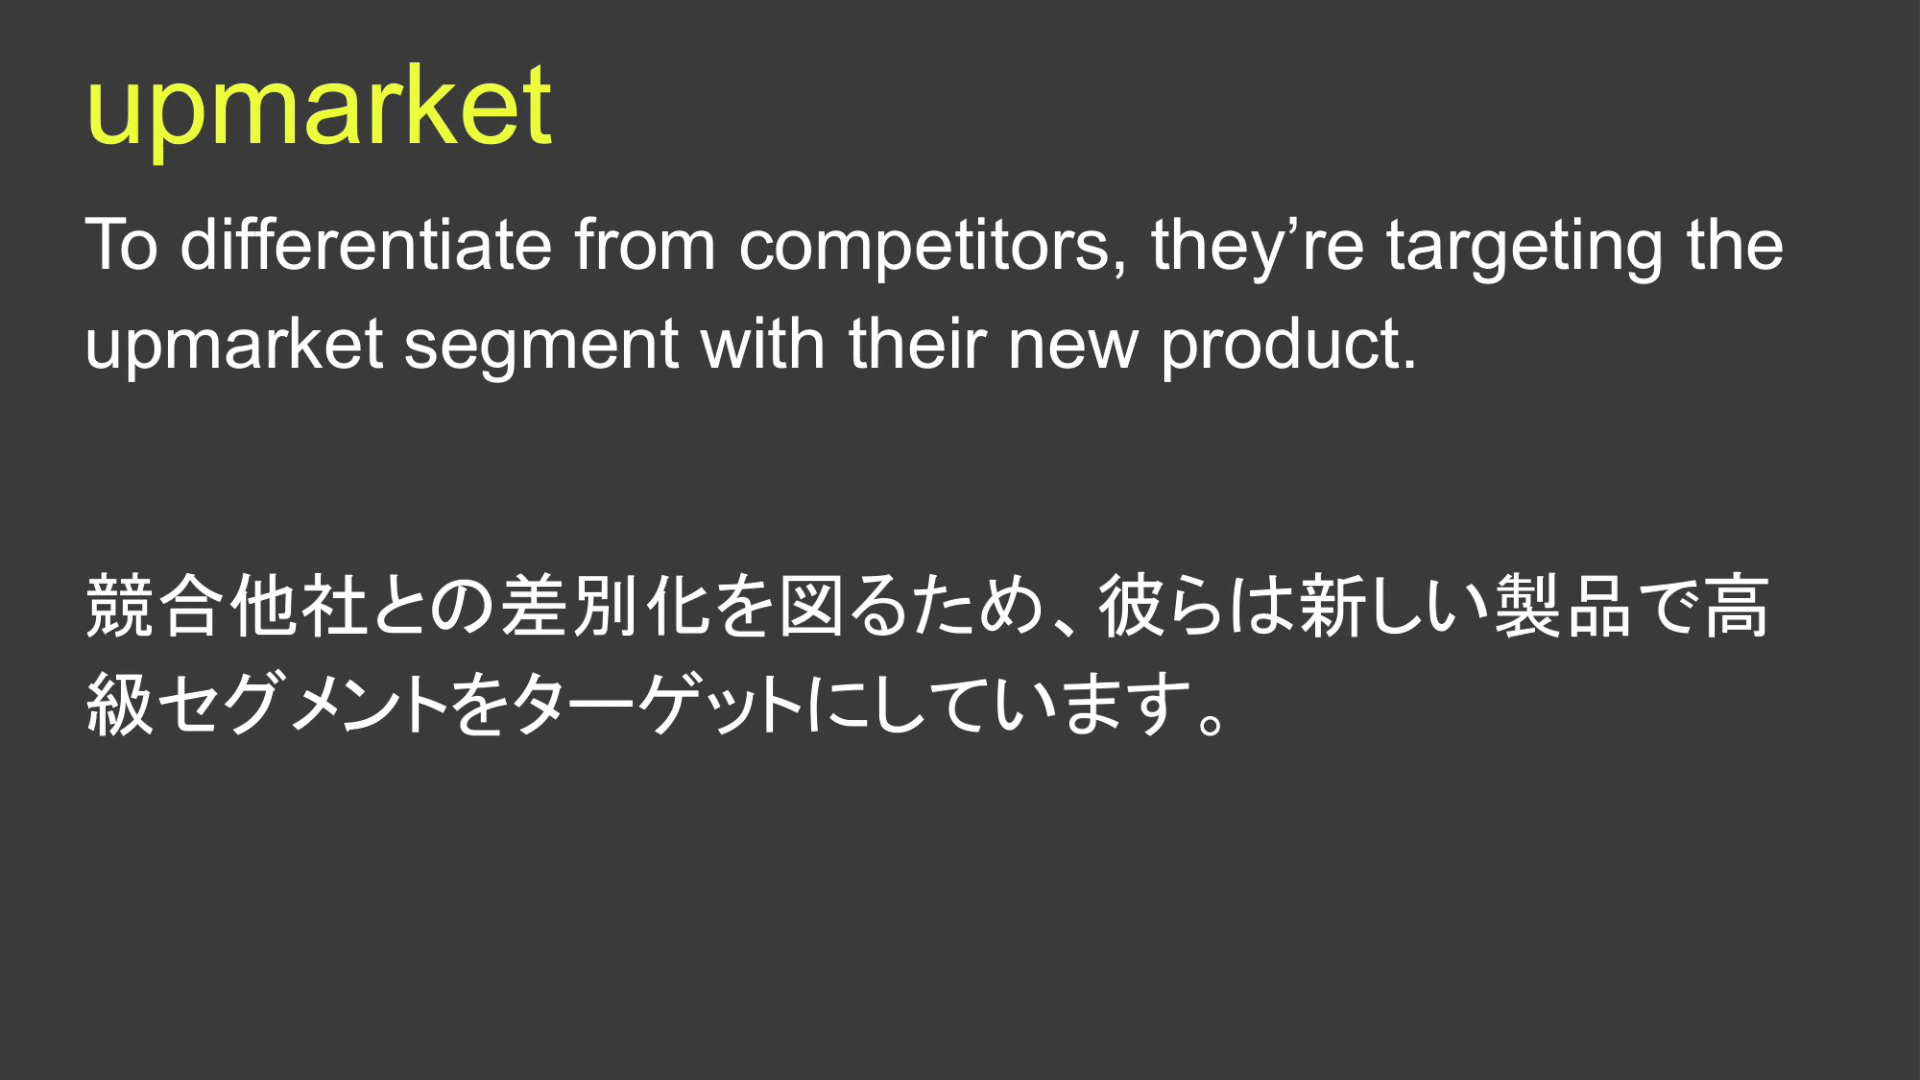 upmarket
To differentiate from competitors, they’re targeting the
upmarket segment with their new product.
競合他社との差別化を図るため、彼らは新しい製品で高
級セグメントをターゲットにしています。